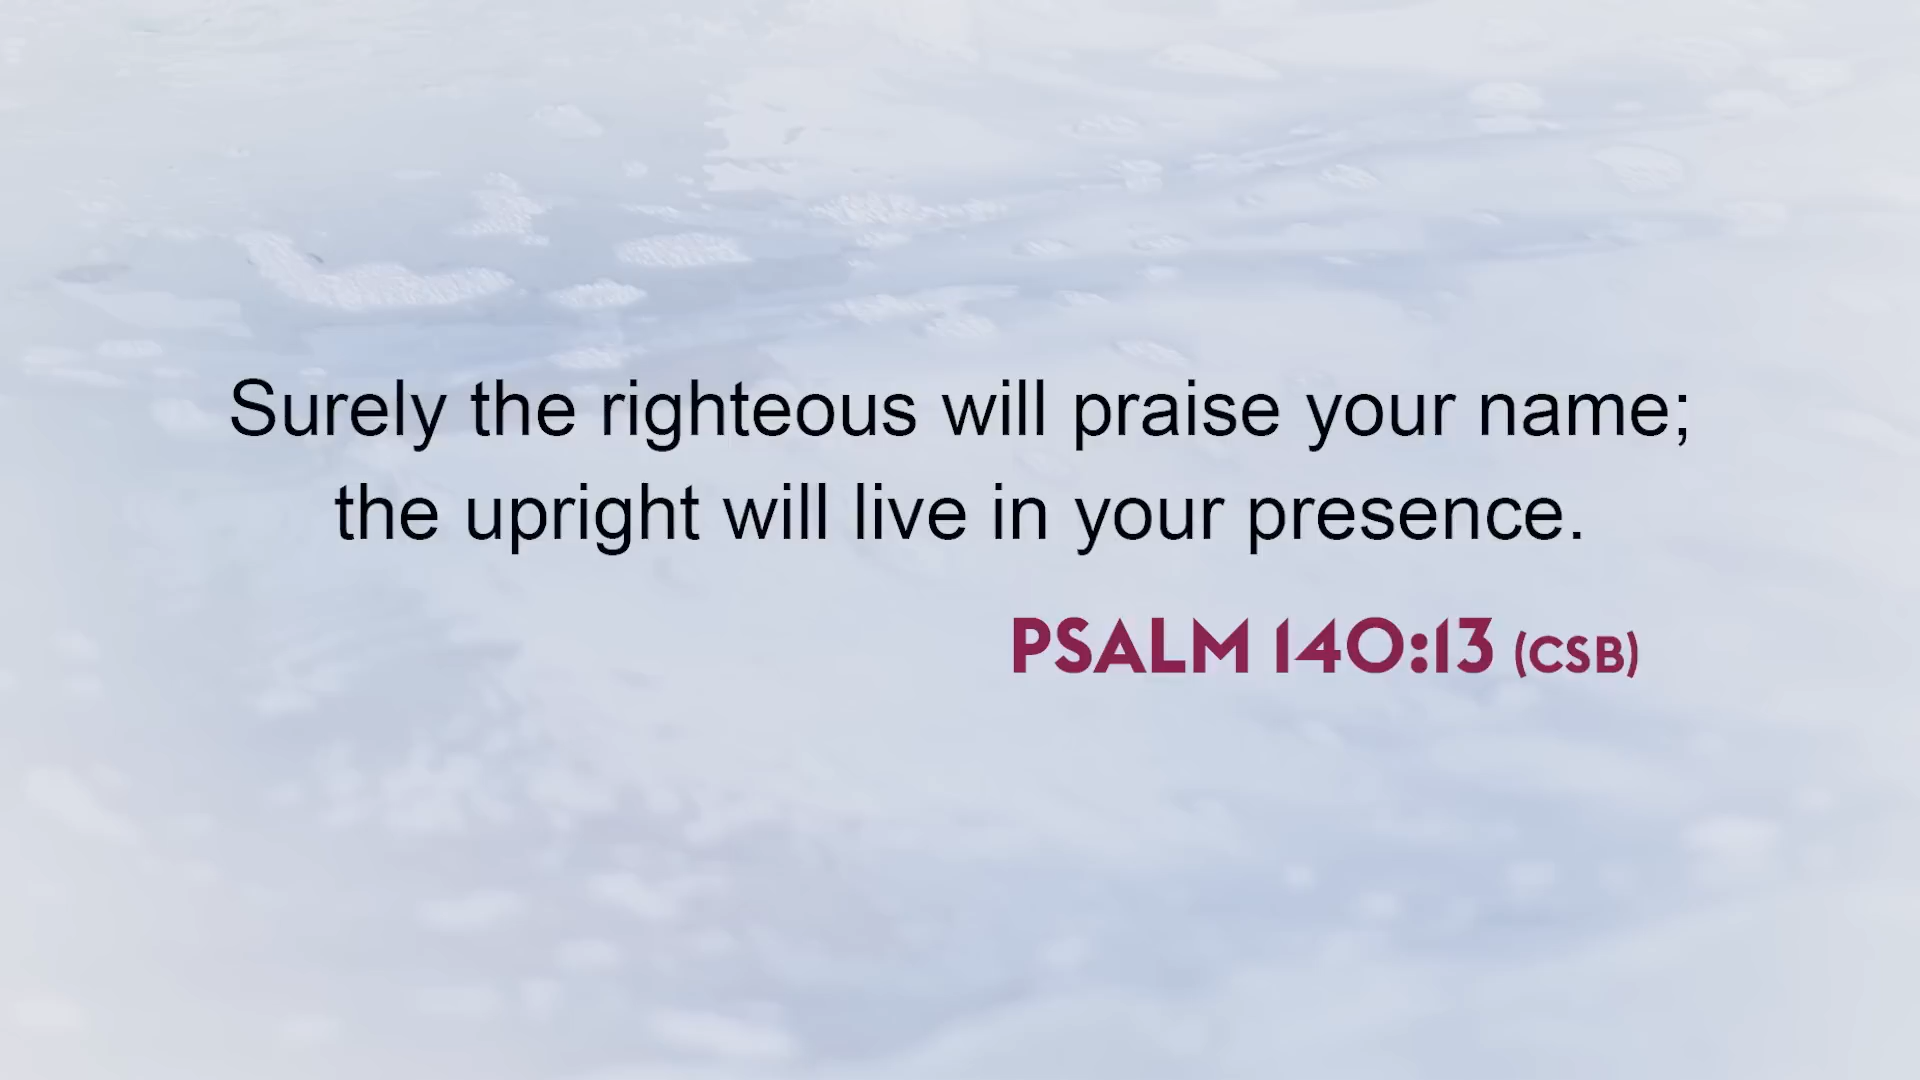 Surely the righteous will praise your name;
the upright will live in your presence.
PSALM 140:13 (CSB)